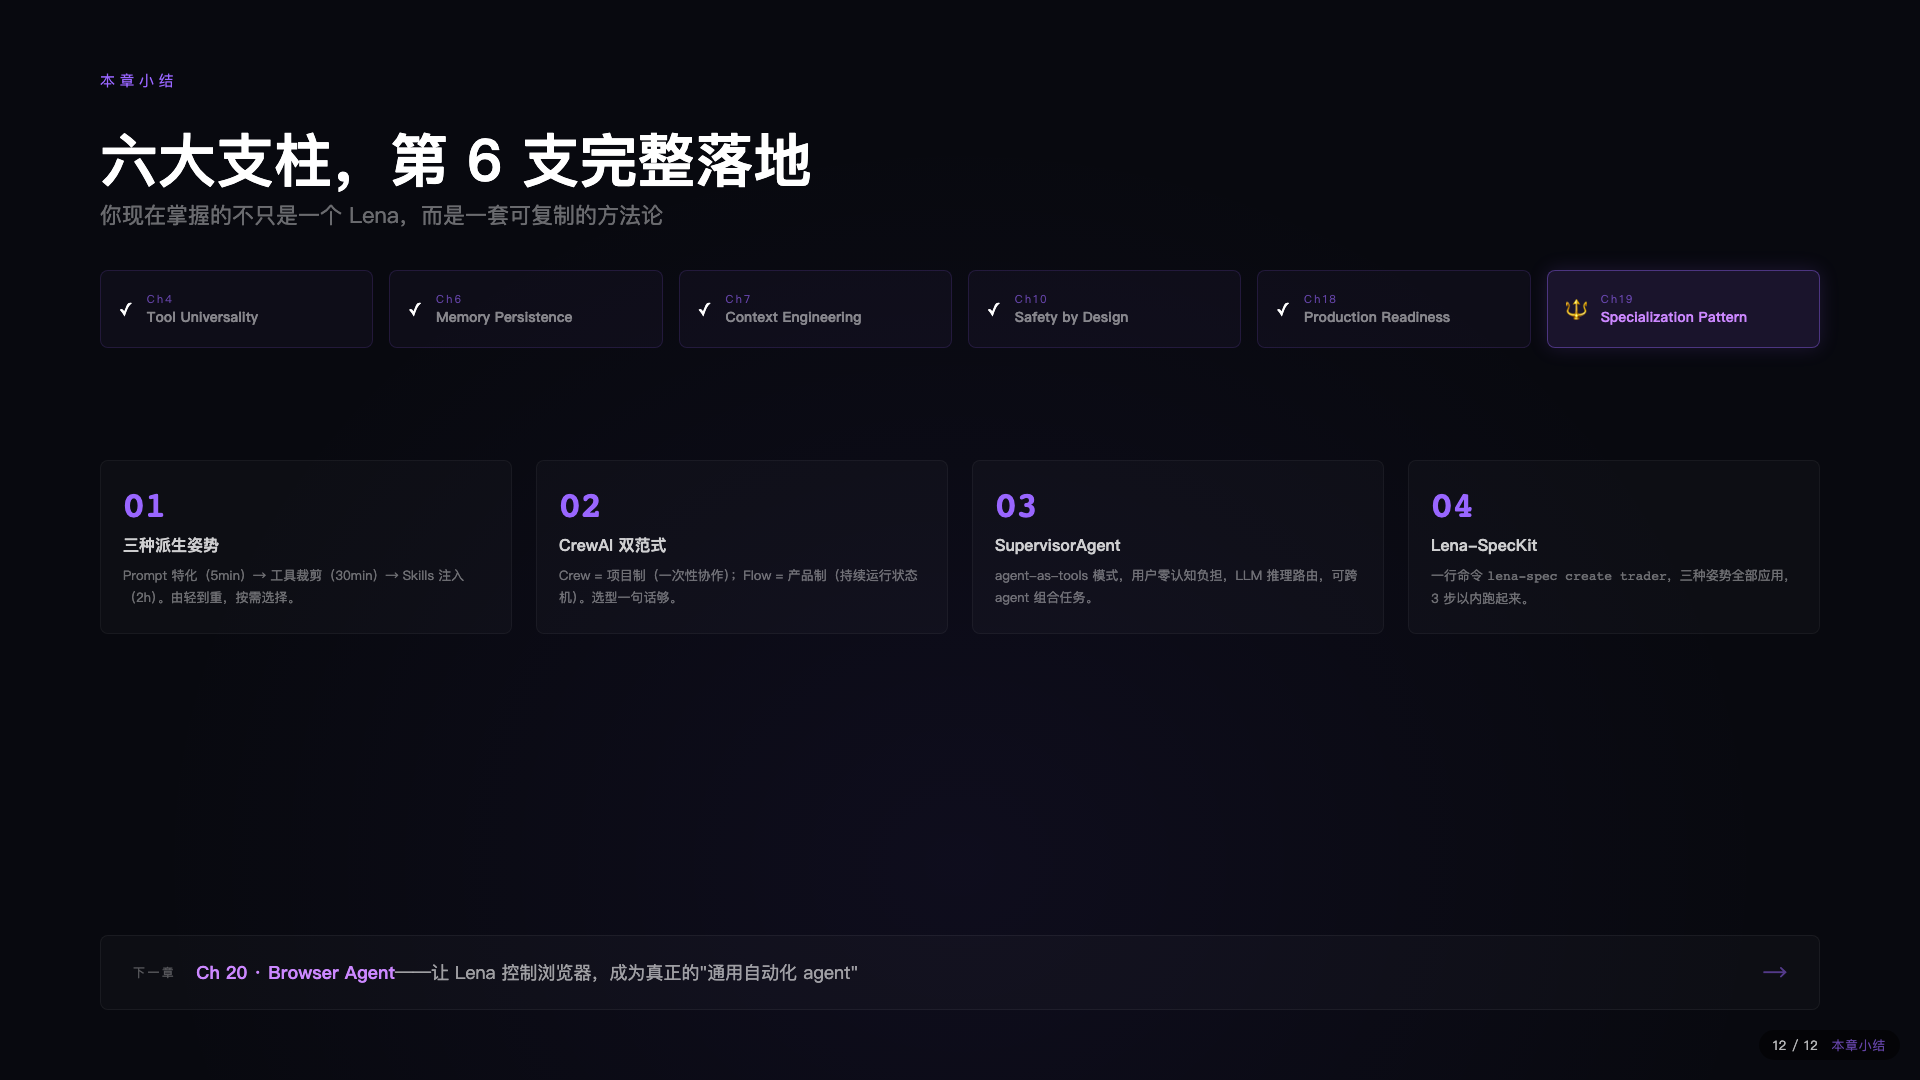 本章小结
六大支柱，第 6 支完整落地
你现在掌握的不只是一个 Lena，而是一套可复制的方法论
✓ Ch4
Tool Universality
✓ Ch6
Memory Persistence
✓ Ch7
Context Engineering
✓ Ch10
Safety by Design
✓ Ch18
Production Readiness
🔱 Ch19
Specialization Pattern
01
三种派生姿势
Prompt 特化（5min）→ 工具裁剪（30min）→ Skills 注入
（2h）。由轻到重，按需选择。
02
CrewAI 双范式
Crew = 项目制（一次性协作）；Flow = 产品制（持续运行状态
机）。选型一句话够。
03
SupervisorAgent
agent-as-tools 模式，用户零认知负担，LLM 推理路由，可跨
agent 组合任务。
04
Lena-SpecKit
一行命令 lena-spec create trader，三种姿势全部应用，
3 步以内跑起来。
下一章 Ch 20 · Browser Agent——让 Lena 控制浏览器，成为真正的"通用自动化 agent" →
12 / 12 本章小结